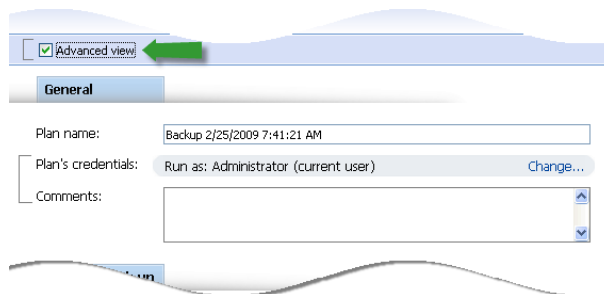 Advanced view
General
Plan name: Backup 2/25/2009 7:41:21 AM
Plan's credentials: Run as: Administrator (current user) Change...
Comments: